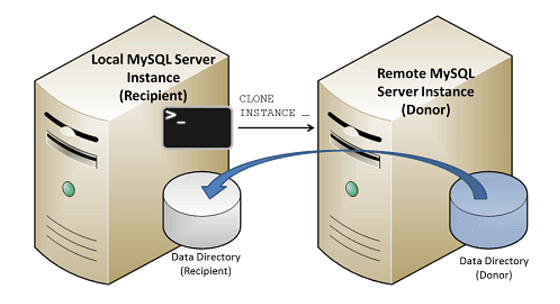 Local MySQL Server
Instance
(Recipient)
>_
CLONE
INSTANCE …
Remote MySQL
Server Instance
(Donor)
Data Directory
(Recipient)
Data Directory
(Donor)